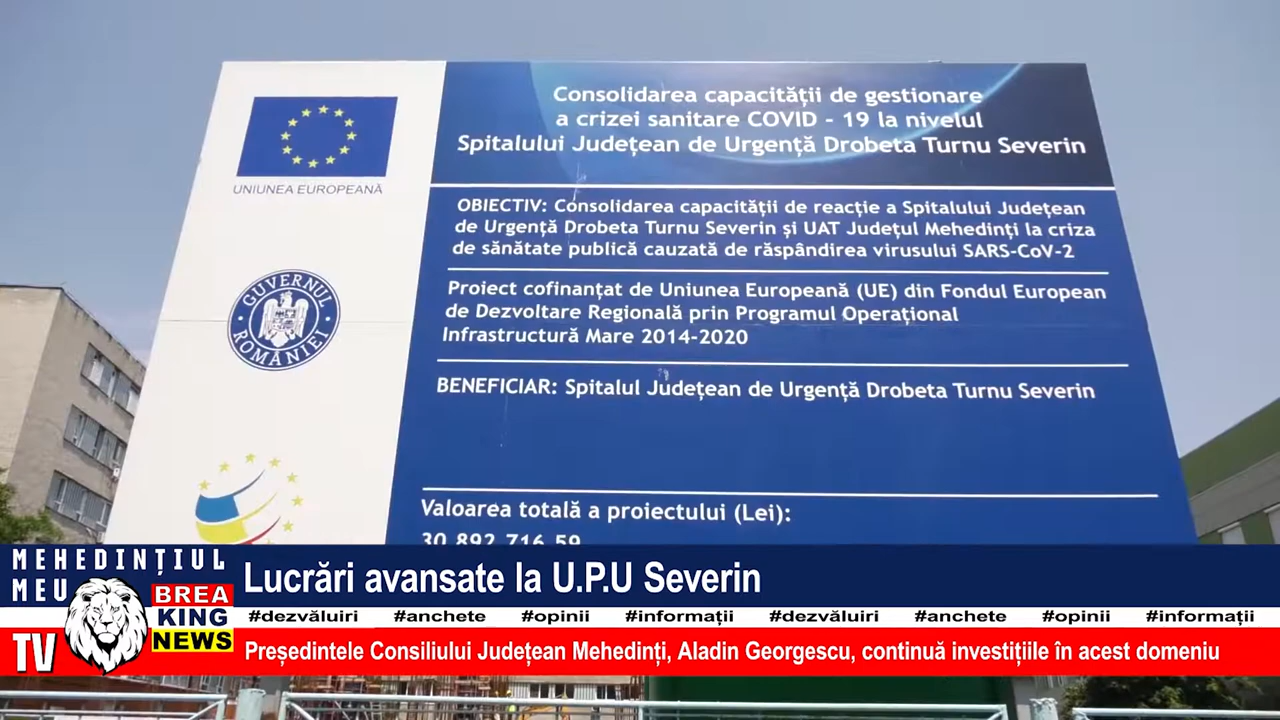 Consolidarea capacității de gestionare
a crizei sanitare COVID - 19 la nivelul
Spitalului Județean de Urgență Drobeta Turnu Severin
UNIUNEA EUROPEANĂ
OBIECTIV: Consolidarea capacității de reacție a Spitalului Județean
de Urgență Drobeta Turnu Severin și UAT Județul Mehedinți la criza
de sănătate publică cauzată de răspândirea virusului SARS-CoV-2
GUVERNUL
ROMÂNIEI
Proiect cofinanțat de Uniunea Europeană (UE) din Fondul European
de Dezvoltare Regională prin Programul Operațional
Infrastructură Mare 2014-2020
BENEFICIAR: Spitalul Județean de Urgență Drobeta Turnu Severin
Valoarea totală a proiectului (Lei):
30 892 716 59
MEHEDINȚIUL
MEU
TV
BREA
KING
NEWS
Lucrări avansate la U.P.U Severin
#dezvăluiri #anchete #opinii #informații #dezvăluiri #anchete #opinii #informații
Președintele Consiliului Județean Mehedinți, Aladin Georgescu, continuă investițiile în acest domeniu